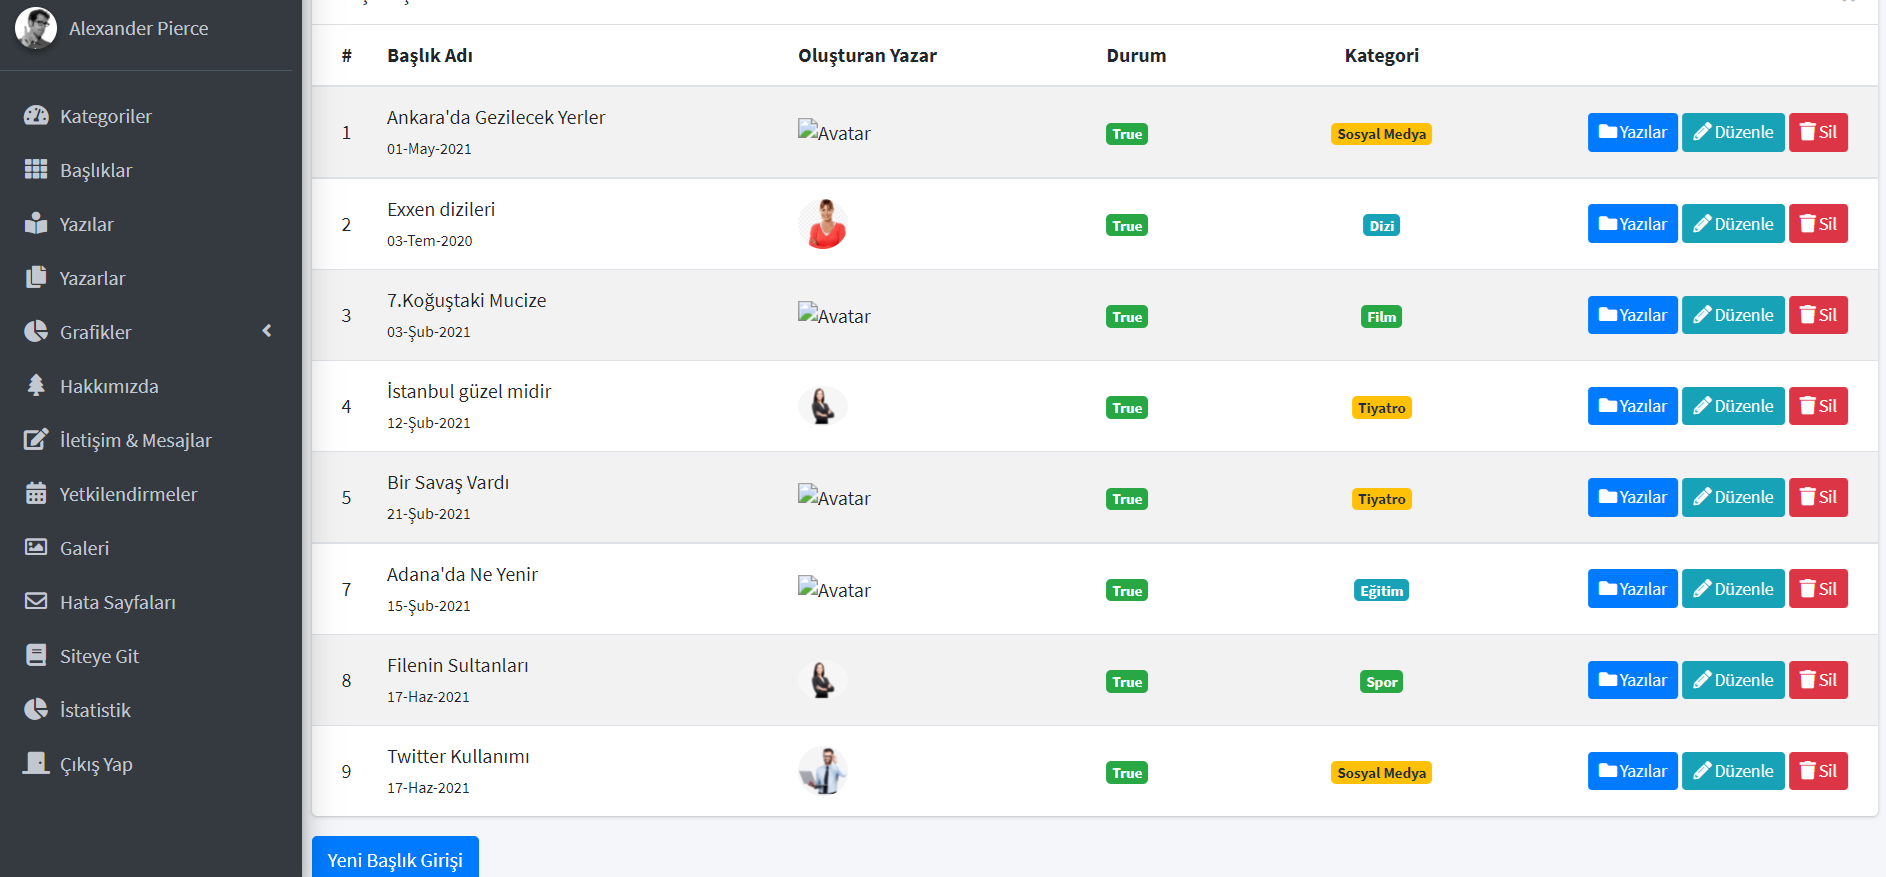 Alexander Pierce
Kategoriler
Başlıklar
Yazılar
Yazarlar
Grafikler
Hakkımızda
İletişim & Mesajlar
Yetkilendirmeler
Galeri
Hata Sayfaları
Siteye Git
İstatistik
Çıkış Yap
# Başlık Adı Oluşturan Yazar Durum Kategori
1 Ankara'da Gezilecek Yerler Avatar True Sosyal Medya Yazılar Düzenle Sil
01-May-2021
2 Exxen dizileri True Dizi Yazılar Düzenle Sil
03-Tem-2020
3 7.Koğuştaki Mucize Avatar True Film Yazılar Düzenle Sil
03-Şub-2021
4 İstanbul güzel midir True Tiyatro Yazılar Düzenle Sil
12-Şub-2021
5 Bir Savaş Vardı Avatar True Tiyatro Yazılar Düzenle Sil
21-Şub-2021
7 Adana'da Ne Yenir Avatar True Eğitim Yazılar Düzenle Sil
15-Şub-2021
8 Filenin Sultanları True Spor Yazılar Düzenle Sil
17-Haz-2021
9 Twitter Kullanımı True Sosyal Medya Yazılar Düzenle Sil
17-Haz-2021
Yeni Başlık Girişi